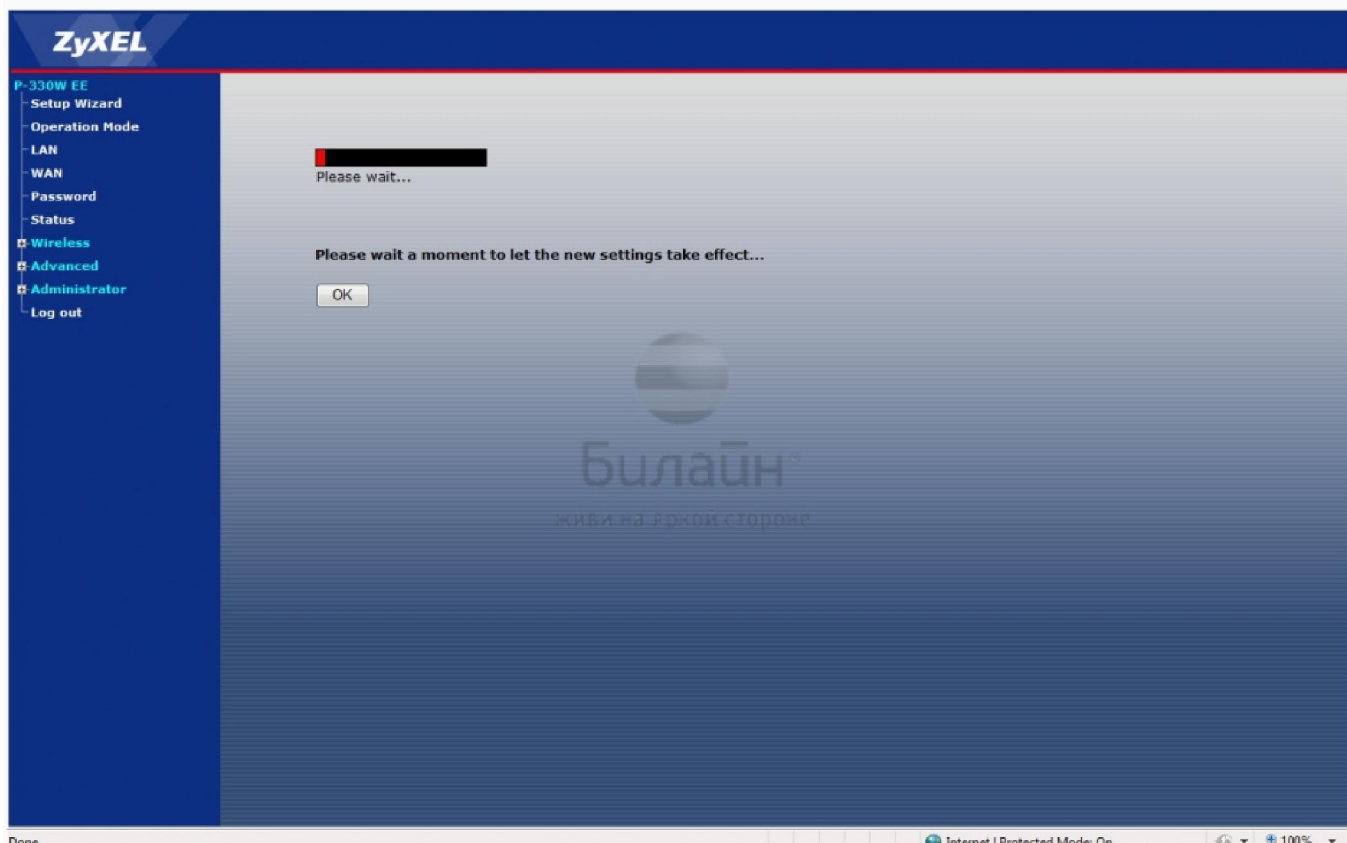 ZyXEL
P-330W EE
Setup Wizard
Operation Mode
LAN
WAN
Password
Status
Wireless
Advanced
Administrator
Log out
Please wait...
Please wait a moment to let the new settings take effect...
OK
Билайн
живи на яркой стороне
Done
Internet | Protected Mode: On
100%